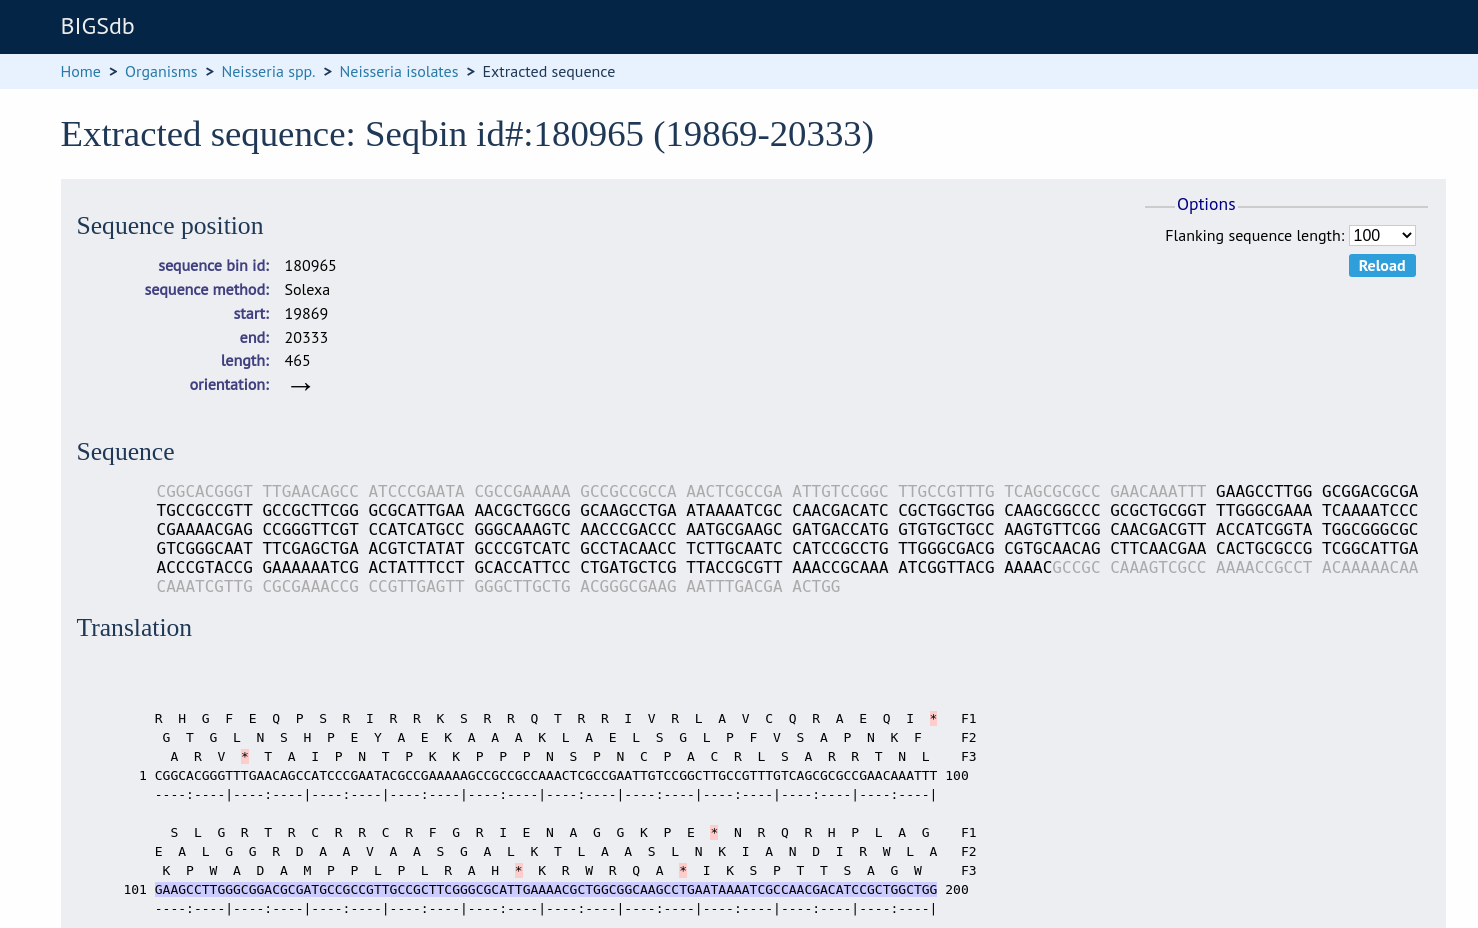 BIGSdb
Home > Organisms > Neisseria spp. > Neisseria isolates > Extracted sequence
Extracted sequence: Seqbin id#:180965 (19869-20333)
Options
Flanking sequence length: 100
Reload
Sequence position
sequence bin id: 180965
sequence method: Solexa
start: 19869
end: 20333
length: 465
orientation: →
Sequence
CGGCACGGGT TTGAACAGCC ATCCCGAATA CGCCGAAAAA GCCGCCGCCA AACTCGCCGA ATTGTCCGGC TTGCCGTTTG TCAGCGCGCC GAACAAATTT GAAGCCTTGG GCGGACGCGA
TGCCGCCGTT GCCGCTTCGG GCGCATTGAA AACGCTGGCG GCAAGCCTGA ATAAAATCGC CAACGACATC CGCTGGCTGG CAAGCGGCCC GCGCTGCGGT TTGGGCGAAA TCAAAATCCC
CGAAAACGAG CCGGGTTCGT CCATCATGCC GGGCAAAGTC AACCCGACCC AATGCGAAGC GATGACCATG GTGTGCTGCC AAGTGTTCGG CAACGACGTT ACCATCGGTA TGGCGGGCGC
GTCGGGCAAT TTCGAGCTGA ACGTCTATAT GCCCGTCATC GCCTACAACC TCTTGCAATC CATCCGCCTG TTGGGCGACG CGTGCAACAG CTTCAACGAA CACTGCGCCG TCGGCATTGA
ACCCGTACCG GAAAAAATCG ACTATTTCCT GCACCATTCC CTGATGCTCG TTACCGCGTT AAACCGCAAA ATCGGTTACG AAAACGCCGC CAAAGTCGCC AAAACCGCCT ACAAAAACAA
CAAATCGTTG CGCGAAACCG CCGTTGAGTT GGGCTTGCTG ACGGGCGAAG AATTTGACGA ACTGG
Translation
R H G F E Q P S R I R R K S R R Q T R R I V R L A V C Q R A E Q I * F1
G T G L N S H P E Y A E K A A A K L A E L S G L P F V S A P N K F F2
A R V * T A I P N T P K K P P P N S P N C P A C R L S A R R T N L F3
1 CGGCACGGGTTTGAACAGCCATCCCGAATACGCCGAAAAAGCCGCCGCCAAACTCGCCGAATTGTCCGGCTTGCCGTTTGTCAGCGCGCCGAACAAATTT 100
----:----|----:----|----:----|----:----|----:----|----:----|----:----|----:----|----:----|----:----|
S L G R T R C R R C R F G R I E N A G G K P E * N R Q R H P L A G F1
E A L G G R D A A V A A S G A L K T L A A S L N K I A N D I R W L A F2
K P W A D A M P P L P L R A H * K R W R Q A * I K S P T T S A G W F3
101 GAAGCCTTGGGCGGACGCGATGCCGCCGTTGCCGCTTCGGGCGCATTGAAAACGCTGGCGGCAAGCCTGAATAAAATCGCCAACGACATCCGCTGGCTGG 200
----:----|----:----|----:----|----:----|----:----|----:----|----:----|----:----|----:----|----:----|